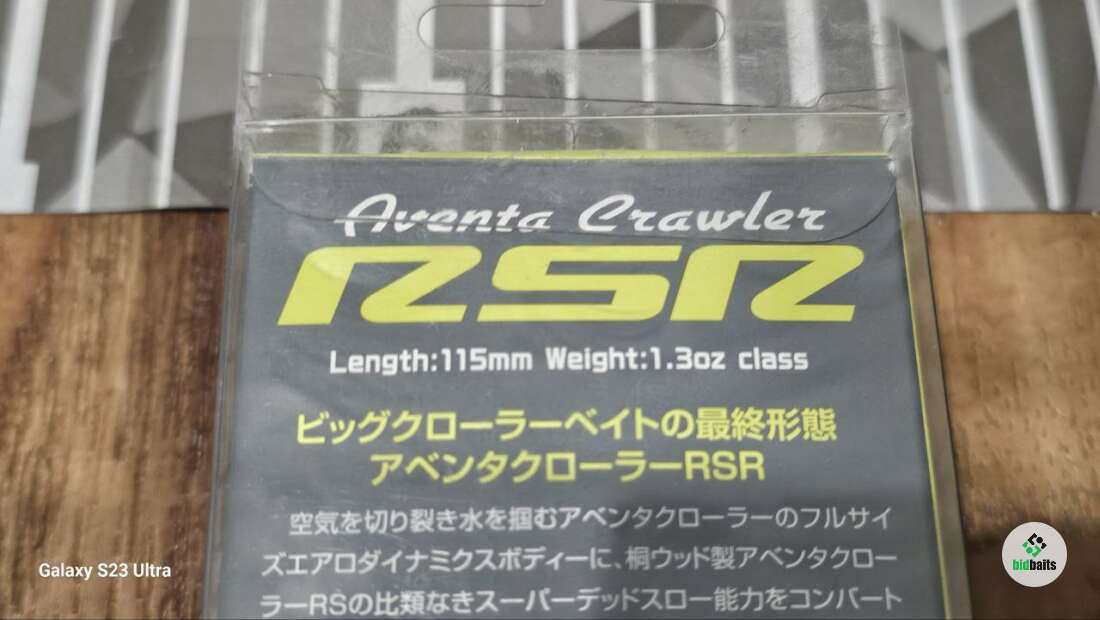 Aventa Crawler
RSR
Length:115mm Weight:1.3oz class
ビッグクローラーベイトの最終形態
アベンタクローラーRSR
空気を切り裂き水を掴むアベンタクローラーのフルサイ
ズエアロダイナミクスボディーに、桐ウッド製アベンタクロー
ラーRSの比類なきスーパーデッドスロー能力をコンバート
Galaxy S23 Ultra
bidbaits